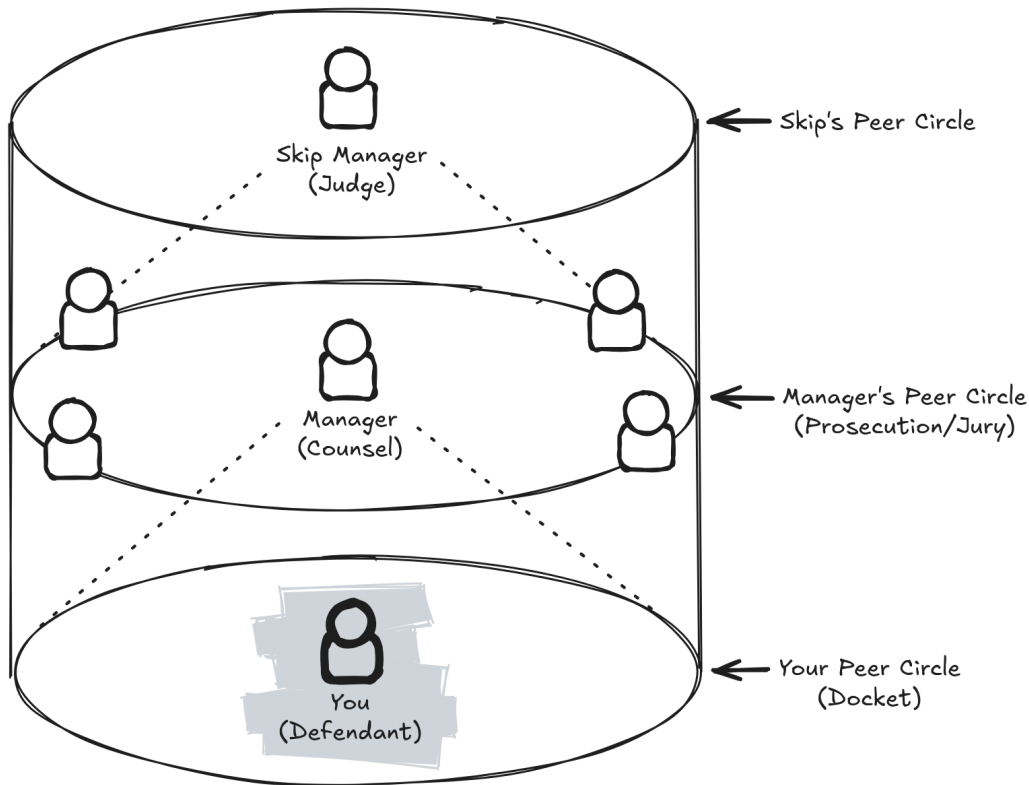 Skip's Peer Circle
Skip Manager
(Judge)
Manager's Peer Circle
(Prosecution/Jury)
Manager
(Counsel)
Your Peer Circle
(Docket)
You
(Defendant)